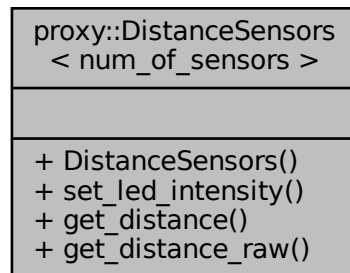 proxy::DistanceSensors
< num_of_sensors >
+ DistanceSensors()
+ set_led_intensity()
+ get_distance()
+ get_distance_raw()